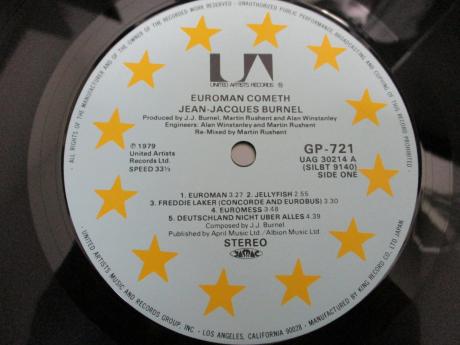 · ALL RIGHTS OF THE MANUFACTURER AND OF THE OWNER OF THE RECORDED WORK RESERVED · UNAUTHORIZED PUBLIC PERFORMANCE, BROADCASTING AND COPYING OF THIS RECORD PROHIBITED
UNITED ARTISTS RECORDS ®
EUROMAN COMETH
JEAN-JACQUES BURNEL
Produced by J.J. Burnel, Martin Rushent and Alan Winstanley
Engineers: Alan Winstanley and Martin Rushent
Re-Mixed by Martin Rushent
℗ 1979
United Artists
Records Ltd.
SPEED 33⅓
GP-721
UAG 30214 A
(SILBT 9140)
SIDE ONE
1. EUROMAN 3:27 2. JELLYFISH 2:55
3. FREDDIE LAKER (CONCORDE AND EUROBUS) 3.30
4. EUROMESS 3:48
5. DEUTSCHLAND NICHT UBER ALLES 4.39
Composed by J.J. Burnel
Published by April Music Ltd./Albion Music Ltd.
STEREO
JASRAC
· UNITED ARTISTS MUSIC AND RECORDS GROUP, INC. · LOS ANGELES, CALIFORNIA 90028 · MANUFACTURED BY KING RECORD CO. LTD JAPAN